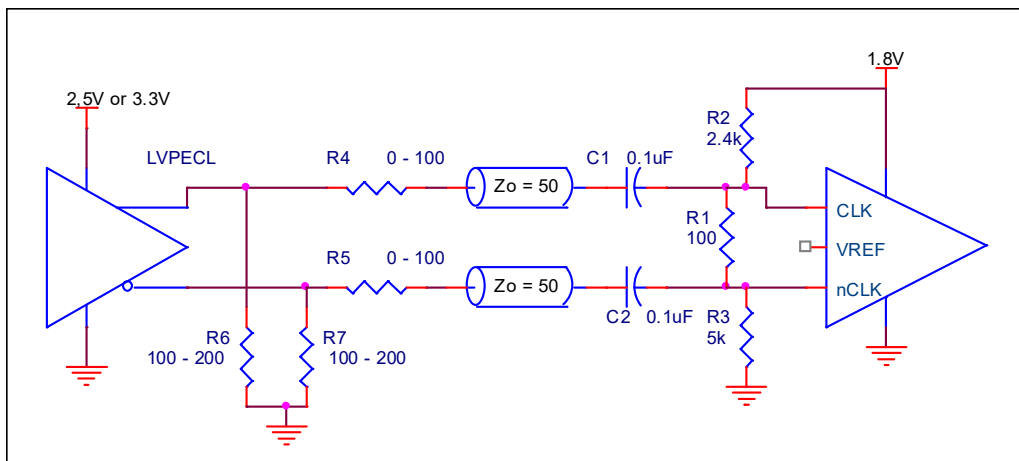 1.8V
2,5V or 3.3V
R2
2.4k
LVPECL
R4
0 - 100
C1
0.1uF
Zo = 50
R1
100
CLK
VREF
nCLK
R5
0 - 100
Zo = 50
C2
0.1uF
R3
5k
R6
100 - 200
R7
100 - 200